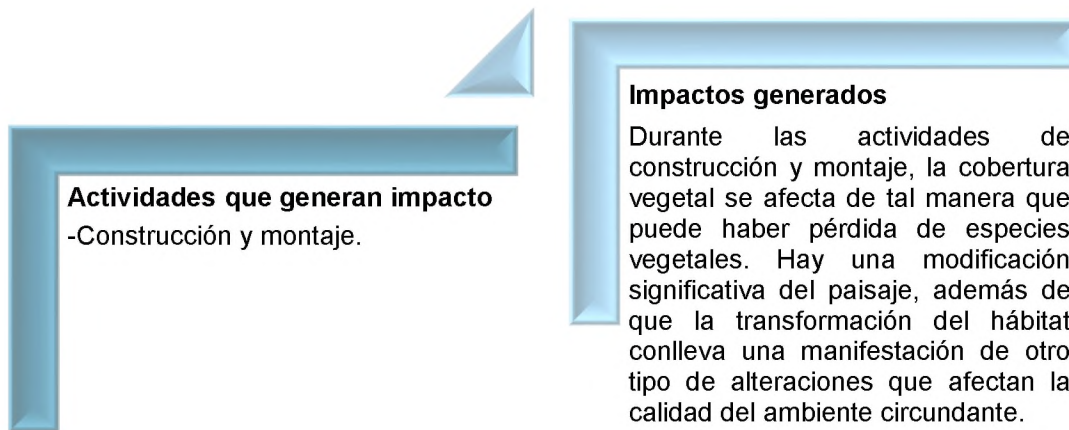 Actividades que generan impacto
-Construcción y montaje.
Impactos generados
Durante las actividades de
construcción y montaje, la cobertura
vegetal se afecta de tal manera que
puede haber pérdida de especies
vegetales. Hay una modificación
significativa del paisaje, además de
que la transformación del hábitat
conlleva una manifestación de otro
tipo de alteraciones que afectan la
calidad del ambiente circundante.